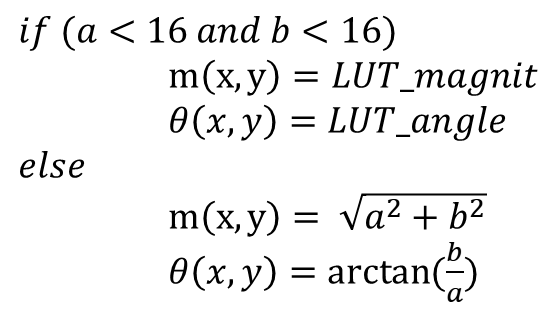 if (a < 16 and b < 16)
m(x,y) = LUT_magnit
θ(x, y) = LUT_angle
else
m(x,y) = √a² + b²
θ(x, y) = arctan(b/a)